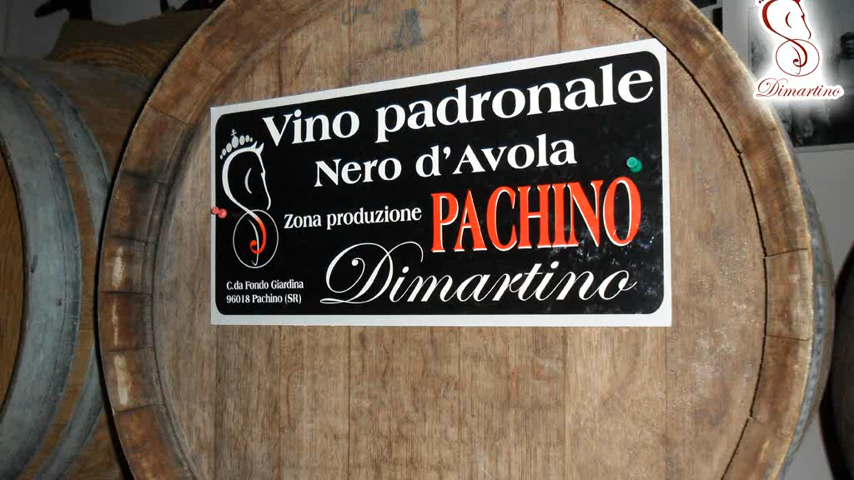 Dimartino
Vino padronale
Nero d'Avola
Zona produzione PACHINO
Dimartino
C.da Fondo Giardina
96018 Pachino (SR)